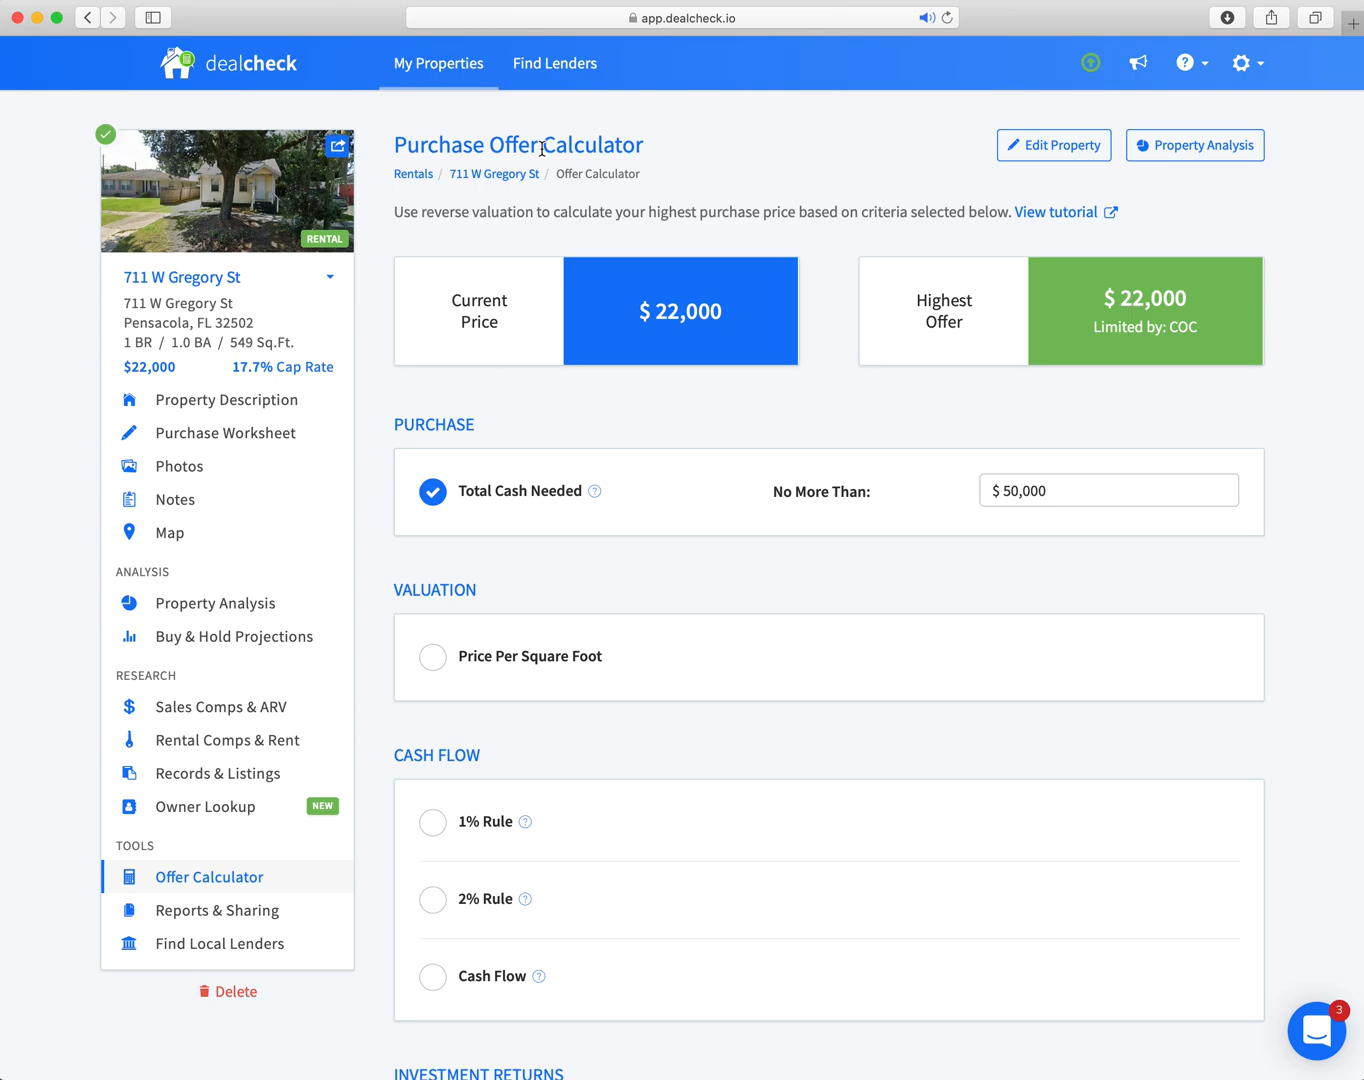 app.dealcheck.io
dealcheck
My Properties
Find Lenders
RENTAL
711 W Gregory St
711 W Gregory St
Pensacola, FL 32502
1 BR / 1.0 BA / 549 Sq.Ft.
$22,000
17.7% Cap Rate
Property Description
Purchase Worksheet
Photos
Notes
Map
ANALYSIS
Property Analysis
Buy & Hold Projections
RESEARCH
Sales Comps & ARV
Rental Comps & Rent
Records & Listings
Owner Lookup
NEW
TOOLS
Offer Calculator
Reports & Sharing
Find Local Lenders
Delete
Purchase Offer Calculator
Edit Property
Property Analysis
Rentals / 711 W Gregory St / Offer Calculator
Use reverse valuation to calculate your highest purchase price based on criteria selected below. View tutorial
Current
Price
$ 22,000
Highest
Offer
$ 22,000
Limited by: COC
PURCHASE
Total Cash Needed ?
No More Than:
$ 50,000
VALUATION
Price Per Square Foot
CASH FLOW
1% Rule ?
2% Rule ?
Cash Flow ?
INVESTMENT RETURNS
3